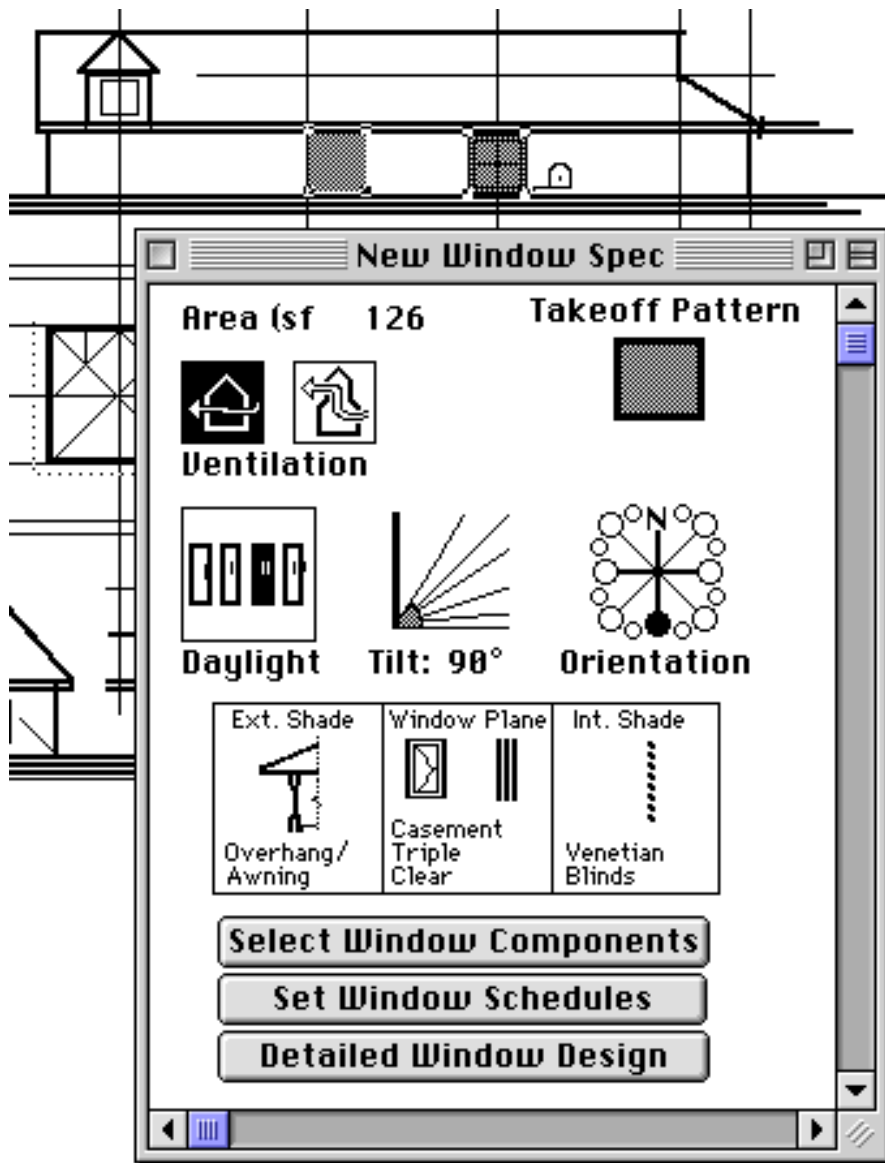 New Window Spec
Area (sf 126
Takeoff Pattern
Ventilation
N
Daylight
Tilt: 90°
Orientation
Ext. Shade
Window Plane
Int. Shade
Overhang/
Awning
Casement
Triple
Clear
Venetian
Blinds
Select Window Components
Set Window Schedules
Detailed Window Design